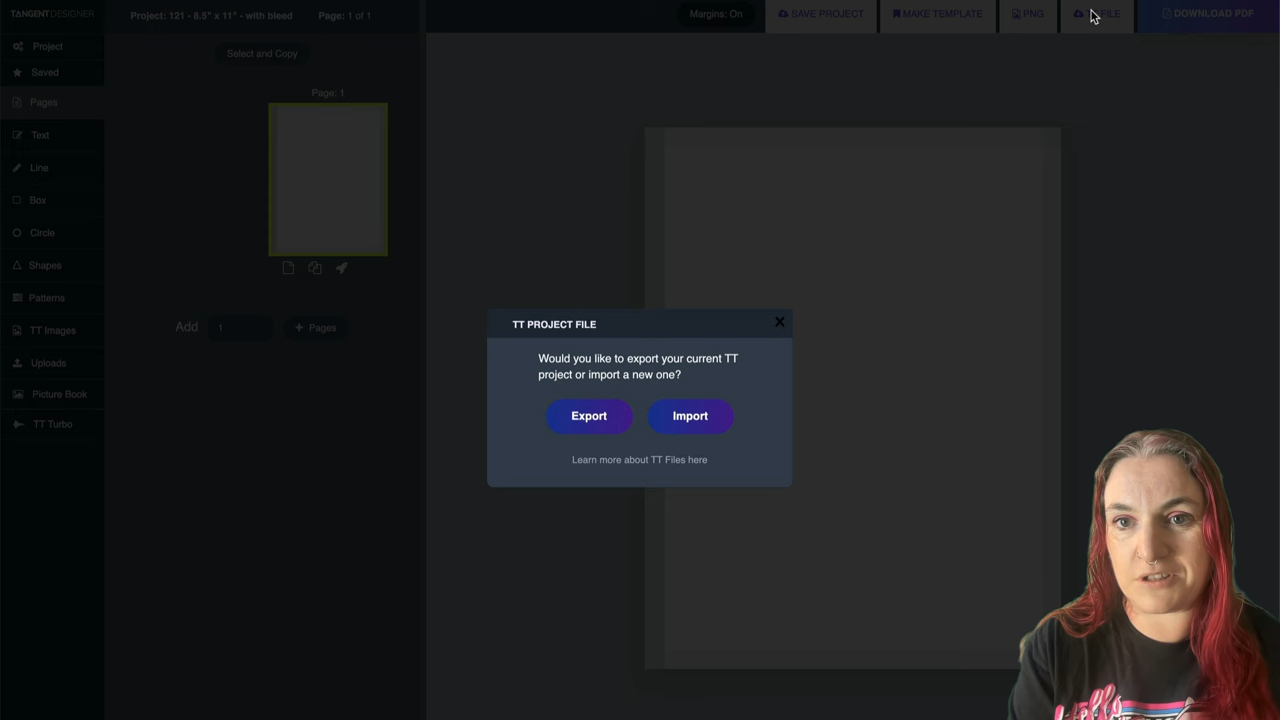 TANGENT DESIGNER
Project: 121 - 8.5" x 11" - with bleed
Page: 1 of 1
Margins: On
SAVE PROJECT
MAKE TEMPLATE
PNG
FILE
DOWNLOAD PDF
Project
Saved
Pages
Text
Line
Box
Circle
Shapes
Patterns
TT Images
Uploads
Picture Book
TT Turbo
Select and Copy
Page: 1
Add 1 + Pages
TT PROJECT FILE
X
Would you like to export your current TT
project or import a new one?
Export
Import
Learn more about TT Files here